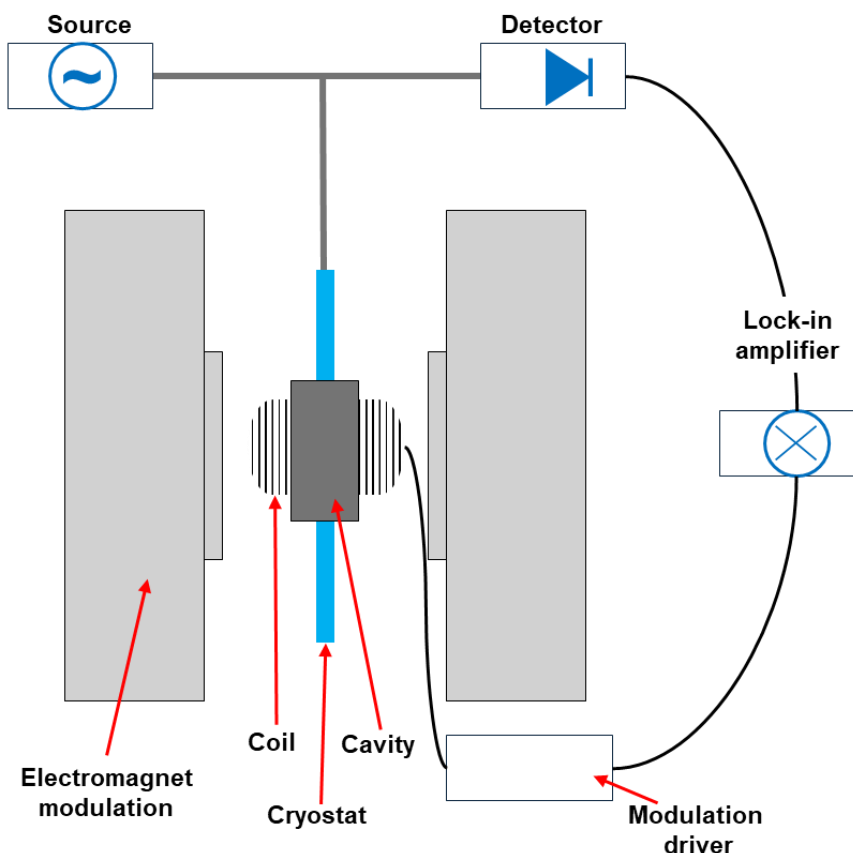 Source
Detector
Lock-in
amplifier
Coil
Cavity
Electromagnet
modulation
Cryostat
Modulation
driver